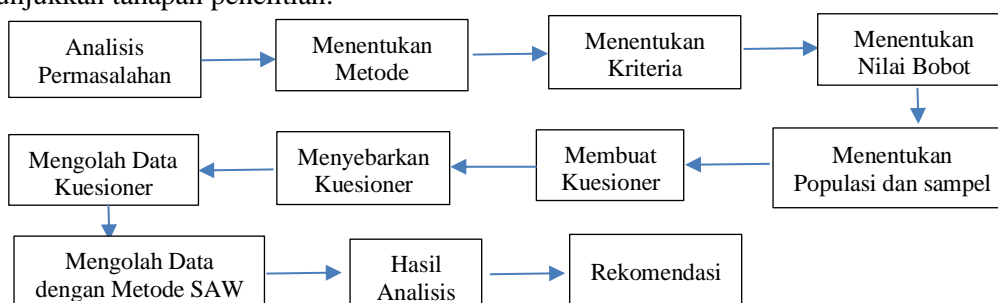 unjukkan tahapan penelitian.
Analisis
Permasalahan
Menentukan
Metode
Menentukan
Kriteria
Menentukan
Nilai Bobot
Menentukan
Populasi dan sampel
Membuat
Kuesioner
Menyebarkan
Kuesioner
Mengolah Data
Kuesioner
Mengolah Data
dengan Metode SAW
Hasil
Analisis
Rekomendasi